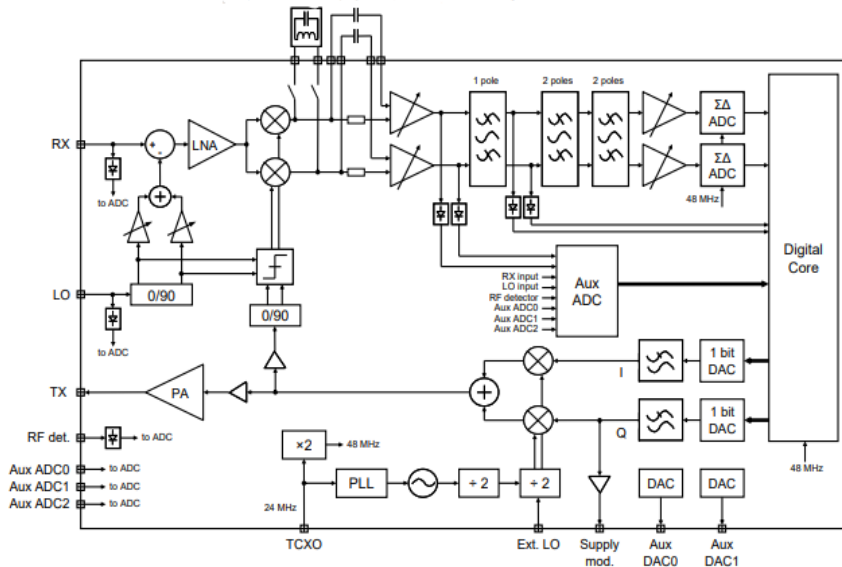 1 pole
2 poles
2 poles
RX
+
-
LNA
ΣΔ
ADC
ΣΔ
ADC
to ADC
48 MHz
Digital
Core
RX input
LO input
RF detector
Aux ADC0
Aux ADC1
Aux ADC2
Aux
ADC
LO
0/90
0/90
to ADC
TX
PA
+
+
I
Q
1 bit
DAC
1 bit
DAC
RF det.
to ADC
×2
48 MHz
48 MHz
Aux ADC0
to ADC
Aux ADC1
to ADC
Aux ADC2
to ADC
24 MHz
PLL
÷ 2
÷ 2
DAC
DAC
TCXO
Ext. LO
Supply
mod.
Aux
DAC0
Aux
DAC1